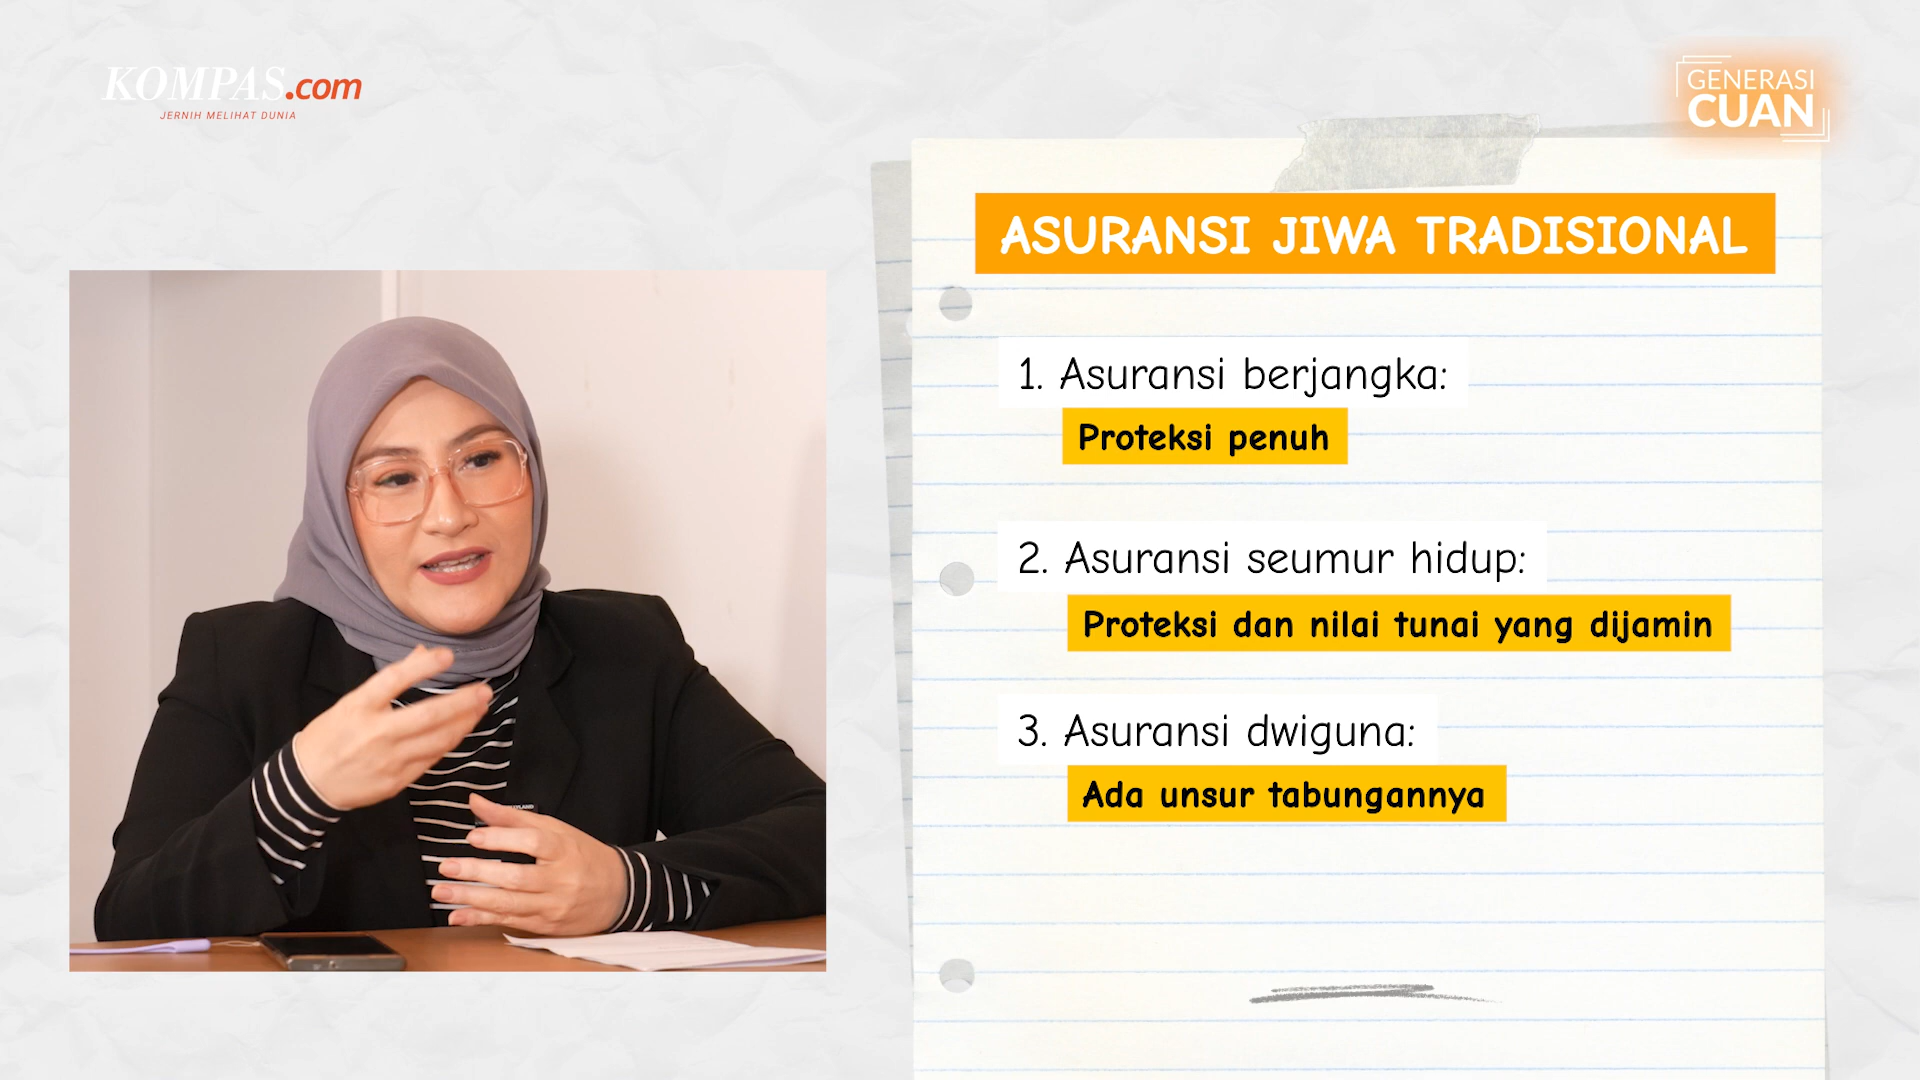 KOMPAS.com
JERNIH MELIHAT DUNIA
GENERASI
CUAN
ASURANSI JIWA TRADISIONAL
1. Asuransi berjangka:
Proteksi penuh
2. Asuransi seumur hidup:
Proteksi dan nilai tunai yang dijamin
3. Asuransi dwiguna:
Ada unsur tabungannya